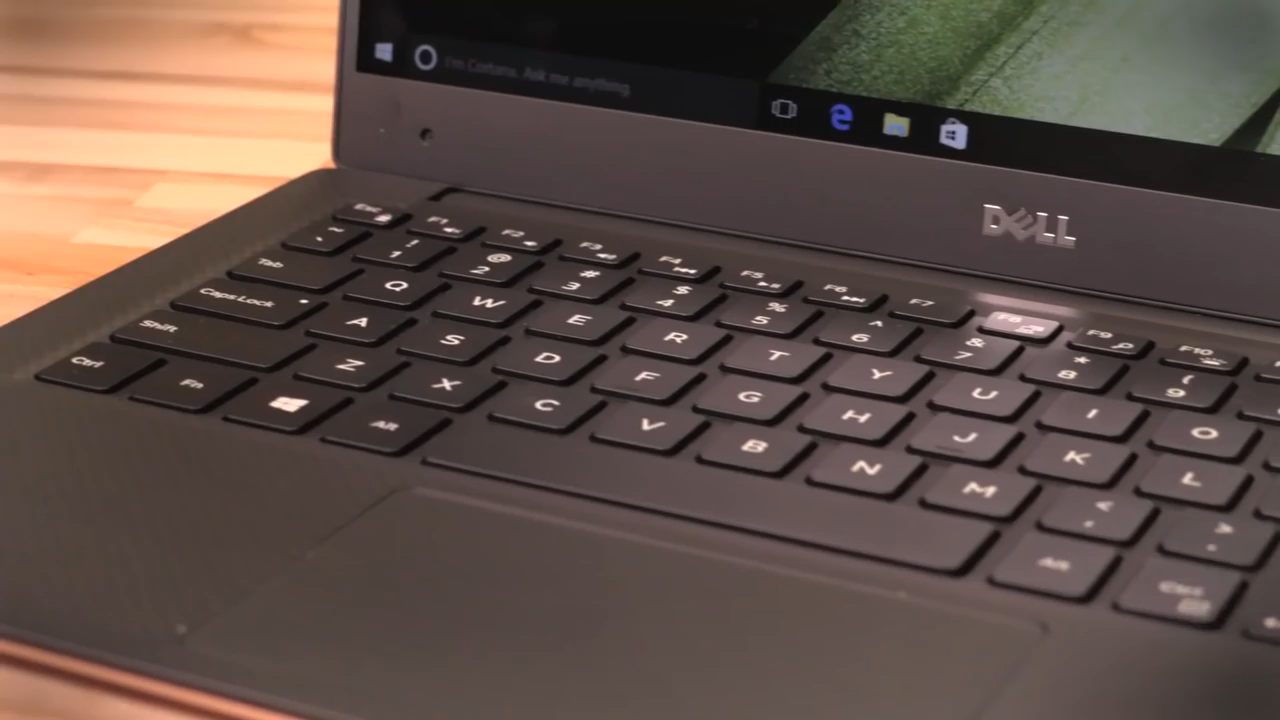 I'm Cortana. Ask me anything.
DELL
Esc F1 F2 F3 F4 F5 F6 F7 F8 F9 F10
~ ` ! 1 @ 2 # 3 $ 4 % 5 ^ 6 & 7 * 8 ( 9
Tab Q W E R T Y U I O
Caps Lock A S D F G H J K L
Shift Z X C V B N M < , > .
Ctrl Fn Alt Alt Ctrl